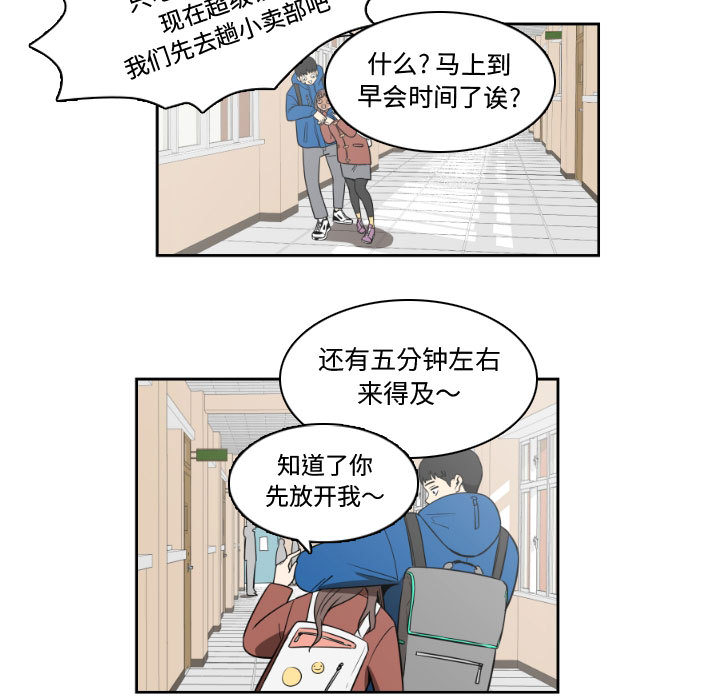 现在超级
我们先去趟小卖部吧
什么? 马上到
早会时间了诶?
还有五分钟左右
来得及～
知道了你
先放开我～